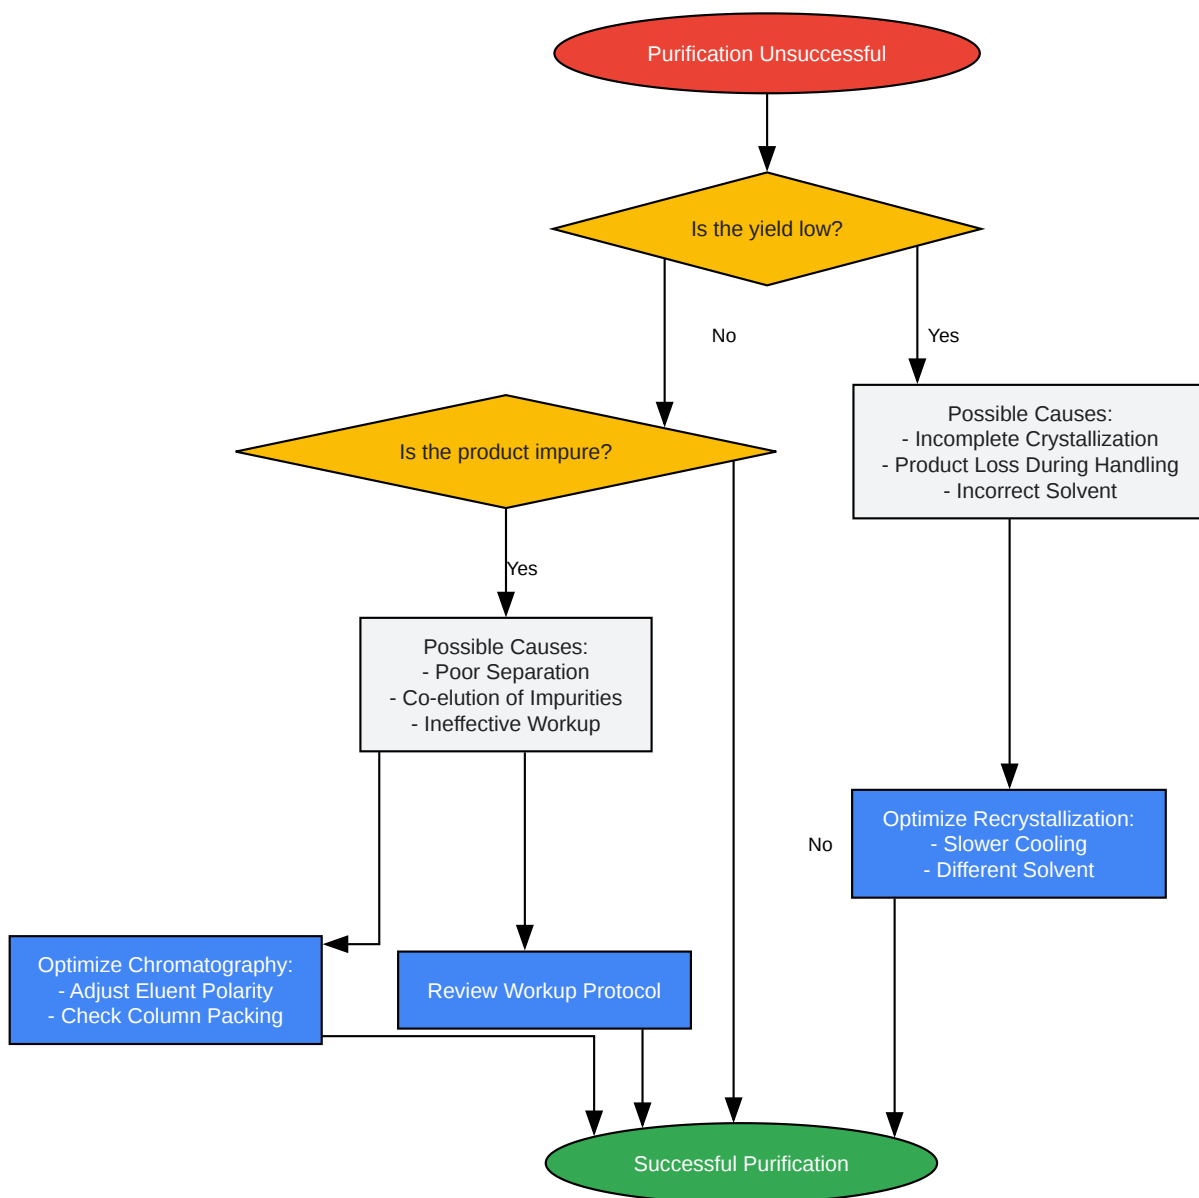 Purification Unsuccessful
Is the yield low?
No
Yes
Possible Causes:
- Incomplete Crystallization
- Product Loss During Handling
- Incorrect Solvent
Is the product impure?
Yes
Possible Causes:
- Poor Separation
- Co-elution of Impurities
- Ineffective Workup
No
Optimize Recrystallization:
- Slower Cooling
- Different Solvent
Optimize Chromatography:
- Adjust Eluent Polarity
- Check Column Packing
Review Workup Protocol
Successful Purification